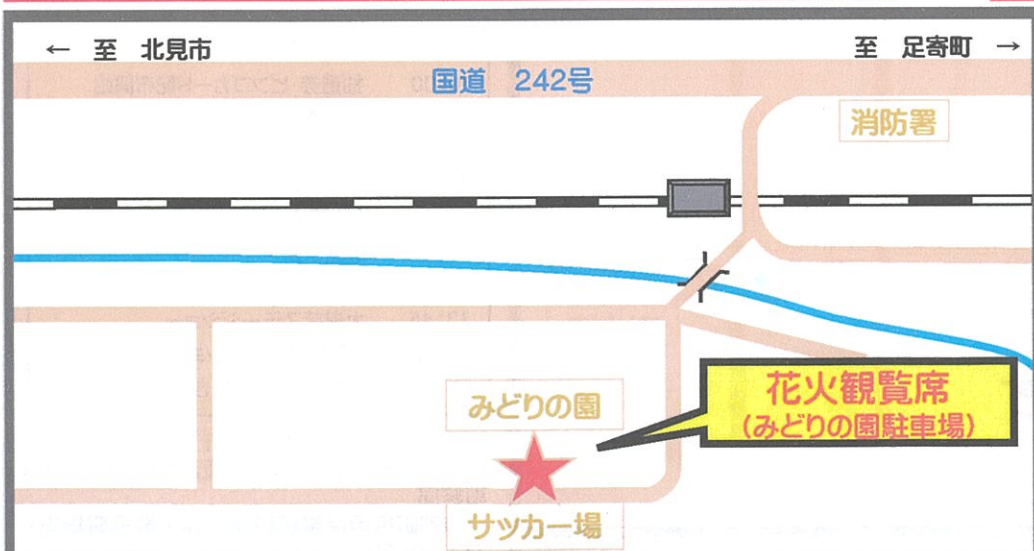 ← 至 北見市
至 足寄町 →
国道 242号
消防署
花火観覧席
(みどりの園駐車場)
みどりの園
サッカー場